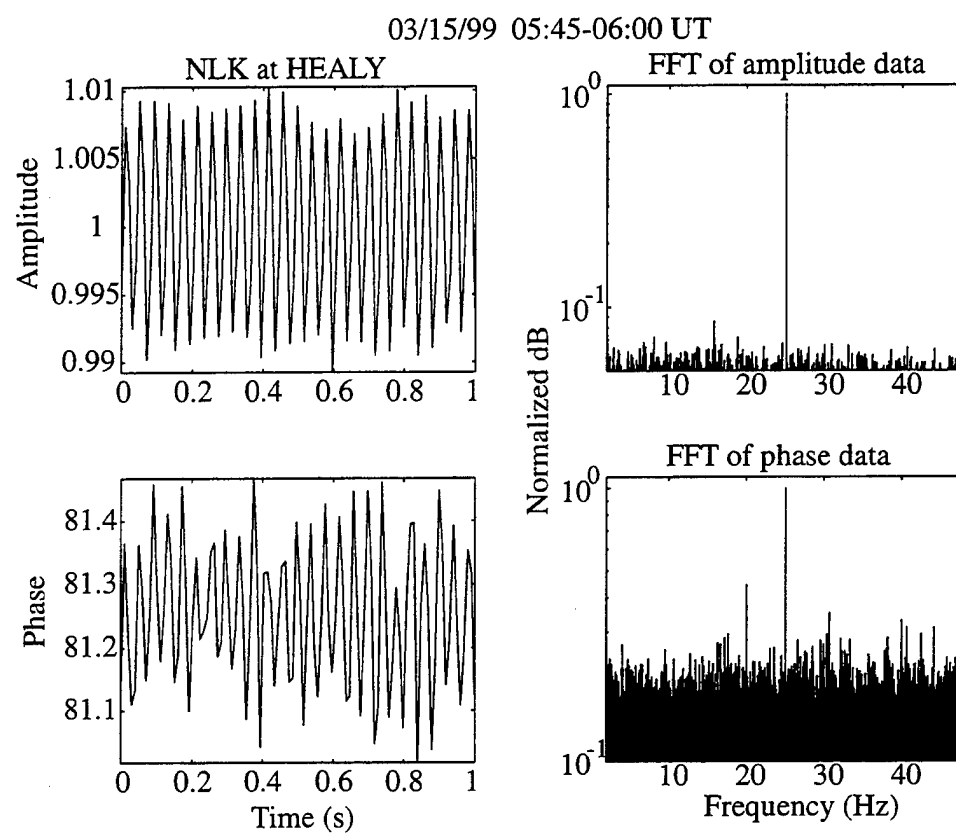 03/15/99 05:45-06:00 UT
NLK at HEALY
Amplitude
1.01
1.005
1
0.995
0.99
0 0.2 0.4 0.6 0.8 1
FFT of amplitude data
Normalized dB
10^0
10^-1
10 20 30 40
Phase
81.4
81.3
81.2
81.1
0 0.2 0.4 0.6 0.8 1
Time (s)
FFT of phase data
10^0
10^-1
10 20 30 40
Frequency (Hz)